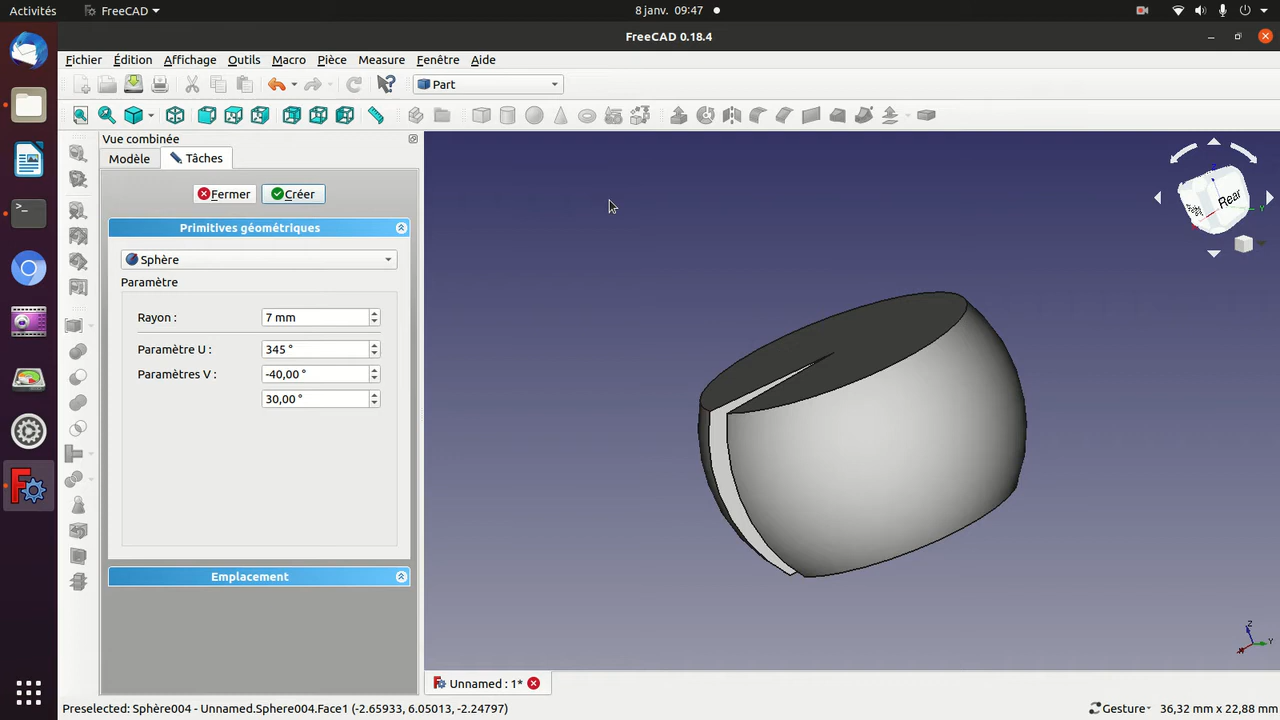 Activités
FreeCAD
8 janv. 09:47
FreeCAD 0.18.4
Fichier Édition Affichage Outils Macro Pièce Mesure Fenêtre Aide
Part
Vue combinée
Modèle Tâches
Fermer Créer
Primitives géométriques
Sphère
Paramètre
Rayon : 7 mm
Paramètre U : 345 °
Paramètres V : -40,00 °
30,00 °
Emplacement
Rear
Z
Y
Unnamed : 1*
Preselected: Sphère004 - Unnamed.Sphere004.Face1 (-2.65933, 6.05013, -2.24797)
Gesture
36,32 mm x 22,88 mm